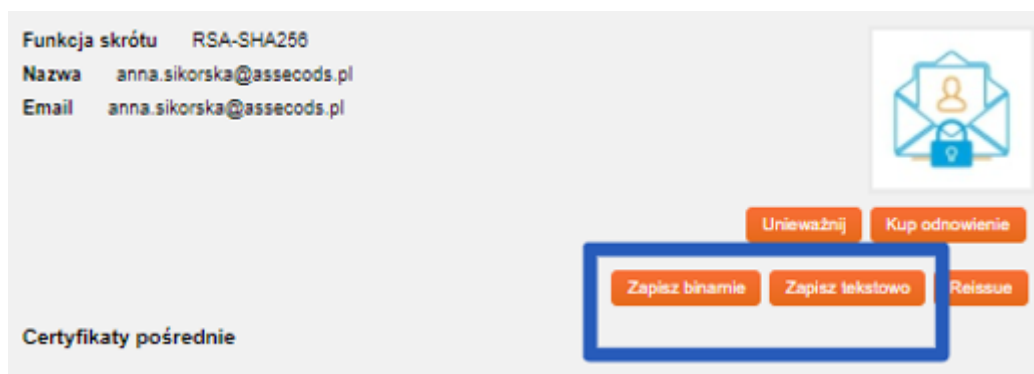 Funkcja skrótu RSA-SHA256
Nazwa anna.sikorska@assecods.pl
Email anna.sikorska@assecods.pl
Unieważnij Kup odnowienie
Zapisz binarnie Zapisz tekstowo Reissue
Certyfikaty pośrednie